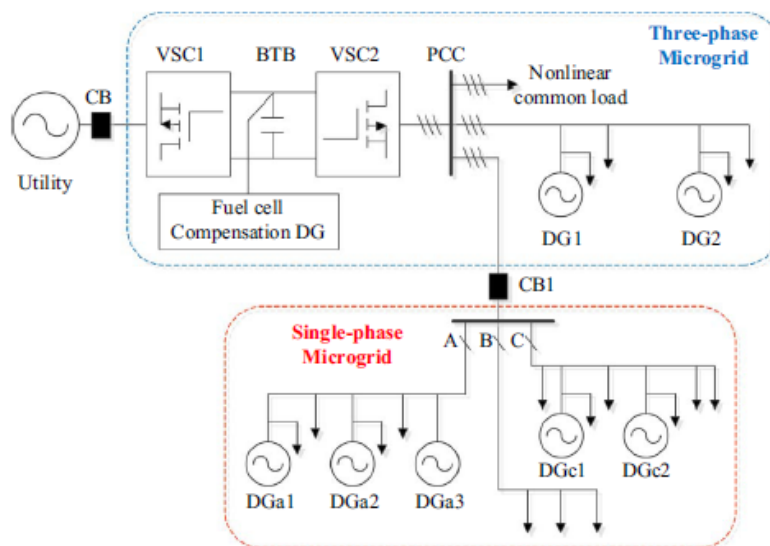 VSC1
BTB
VSC2
PCC
Three-phase
Microgrid
Nonlinear
common load
CB
Utility
Fuel cell
Compensation DG
DG1
DG2
CB1
Single-phase
Microgrid
A
B
C
DGa1
DGa2
DGa3
DGc1
DGc2